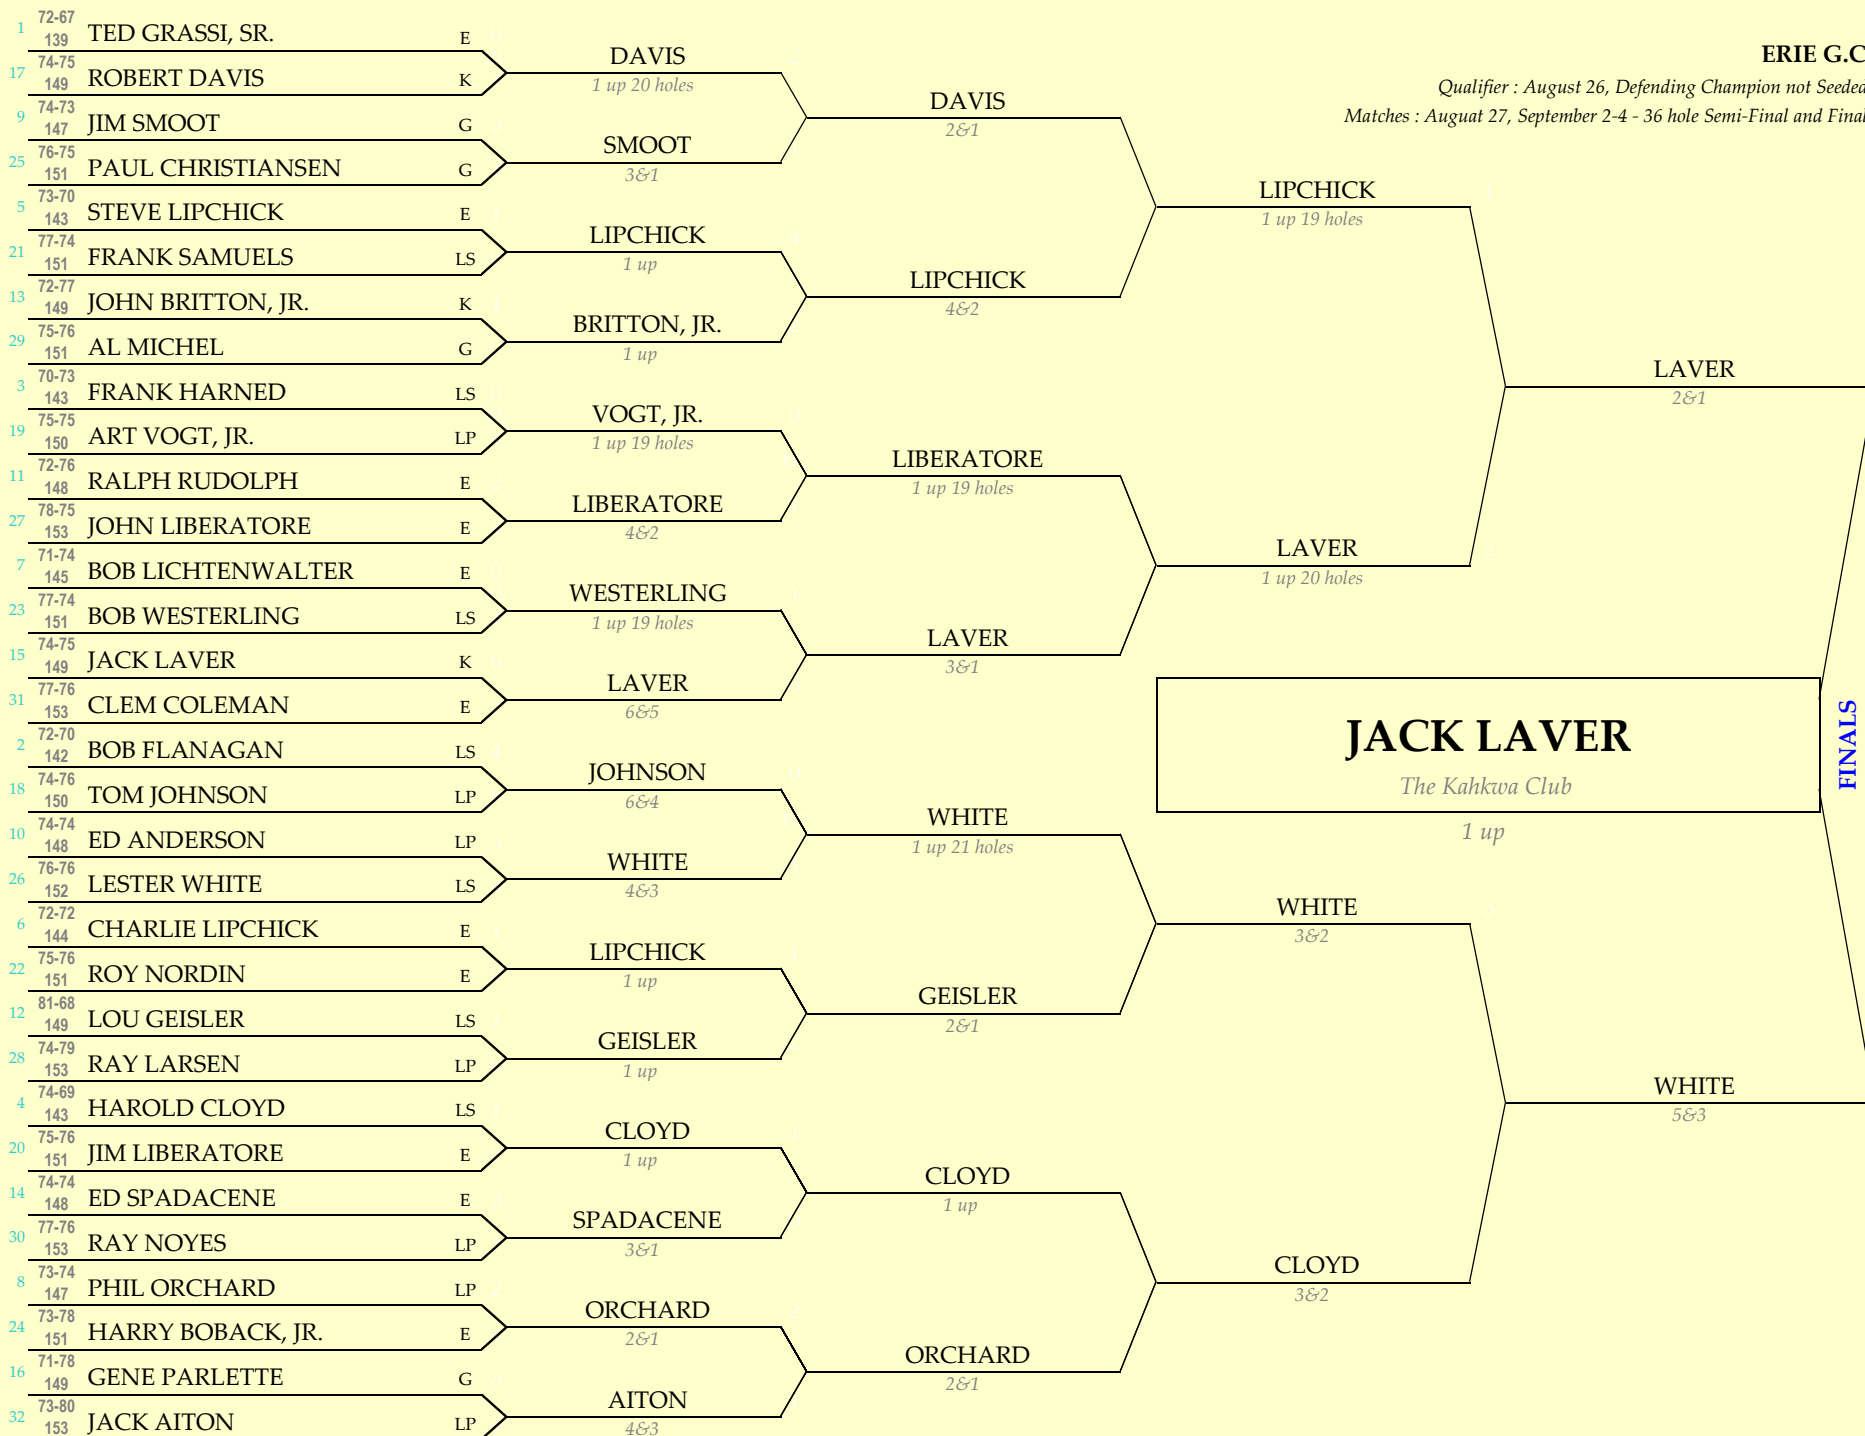 ERIE G.C
Qualifier : August 26, Defending Champion not Seeded
Matches : Auguat 27, September 2-4 - 36 hole Semi-Final and Final
1 72-67 139 TED GRASSI, SR. E
17 74-75 149 ROBERT DAVIS K
9 74-73 147 JIM SMOOT G
25 76-75 151 PAUL CHRISTIANSEN G
5 73-70 143 STEVE LIPCHICK E
21 77-74 151 FRANK SAMUELS LS
13 72-77 149 JOHN BRITTON, JR. K
29 75-76 151 AL MICHEL G
3 70-73 143 FRANK HARNED LS
19 75-75 150 ART VOGT, JR. LP
11 72-76 148 RALPH RUDOLPH E
27 78-75 153 JOHN LIBERATORE E
7 71-74 145 BOB LICHTENWALTER E
23 77-74 151 BOB WESTERLING LS
15 74-75 149 JACK LAVER K
31 77-76 153 CLEM COLEMAN E
2 72-70 142 BOB FLANAGAN LS
18 74-76 150 TOM JOHNSON LP
10 74-74 148 ED ANDERSON LP
26 76-76 152 LESTER WHITE LS
6 72-72 144 CHARLIE LIPCHICK E
22 75-76 151 ROY NORDIN E
12 81-68 149 LOU GEISLER LS
28 74-79 153 RAY LARSEN LP
4 74-69 143 HAROLD CLOYD LS
20 75-76 151 JIM LIBERATORE E
14 74-74 148 ED SPADACENE E
30 77-76 153 RAY NOYES LP
8 73-74 147 PHIL ORCHARD LP
24 73-78 151 HARRY BOBACK, JR. E
16 71-78 149 GENE PARLETTE G
32 73-80 153 JACK AITON LP
DAVIS
1 up 20 holes
SMOOT
3&1
LIPCHICK
1 up
BRITTON, JR.
1 up
VOGT, JR.
1 up 19 holes
LIBERATORE
4&2
WESTERLING
1 up 19 holes
LAVER
6&5
JOHNSON
6&4
WHITE
4&3
LIPCHICK
1 up
GEISLER
1 up
CLOYD
1 up
SPADACENE
3&1
ORCHARD
2&1
AITON
4&3
DAVIS
2&1
LIPCHICK
4&2
LIBERATORE
1 up 19 holes
LAVER
3&1
WHITE
1 up 21 holes
GEISLER
2&1
CLOYD
1 up
ORCHARD
2&1
LIPCHICK
1 up 19 holes
LAVER
1 up 20 holes
WHITE
3&2
CLOYD
3&2
LAVER
2&1
WHITE
5&3
JACK LAVER
The Kahkwa Club
1 up
FINALS